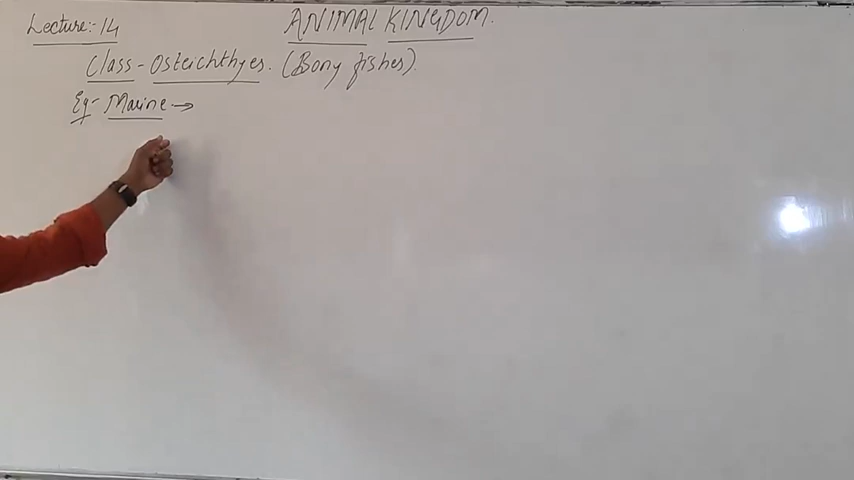 Lecture:- 14
ANIMAL KINGDOM.
Class - Osteichthyes. (Bony fishes).
Eg- Marine →